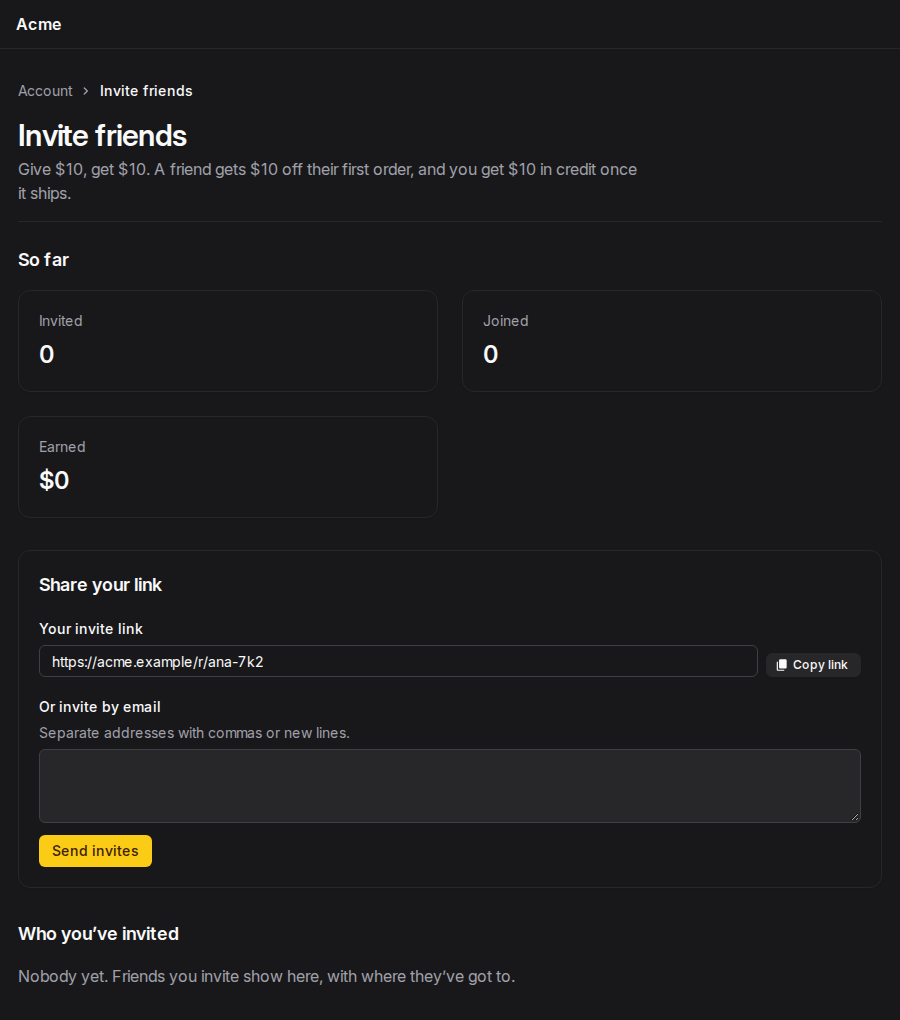 Acme
Account › Invite friends
Invite friends
Give $10, get $10. A friend gets $10 off their first order, and you get $10 in credit once
it ships.
So far
Invited
0
Joined
0
Earned
$0
Share your link
Your invite link
https://acme.example/r/ana-7k2
Copy link
Or invite by email
Separate addresses with commas or new lines.
Send invites
Who you’ve invited
Nobody yet. Friends you invite show here, with where they’ve got to.